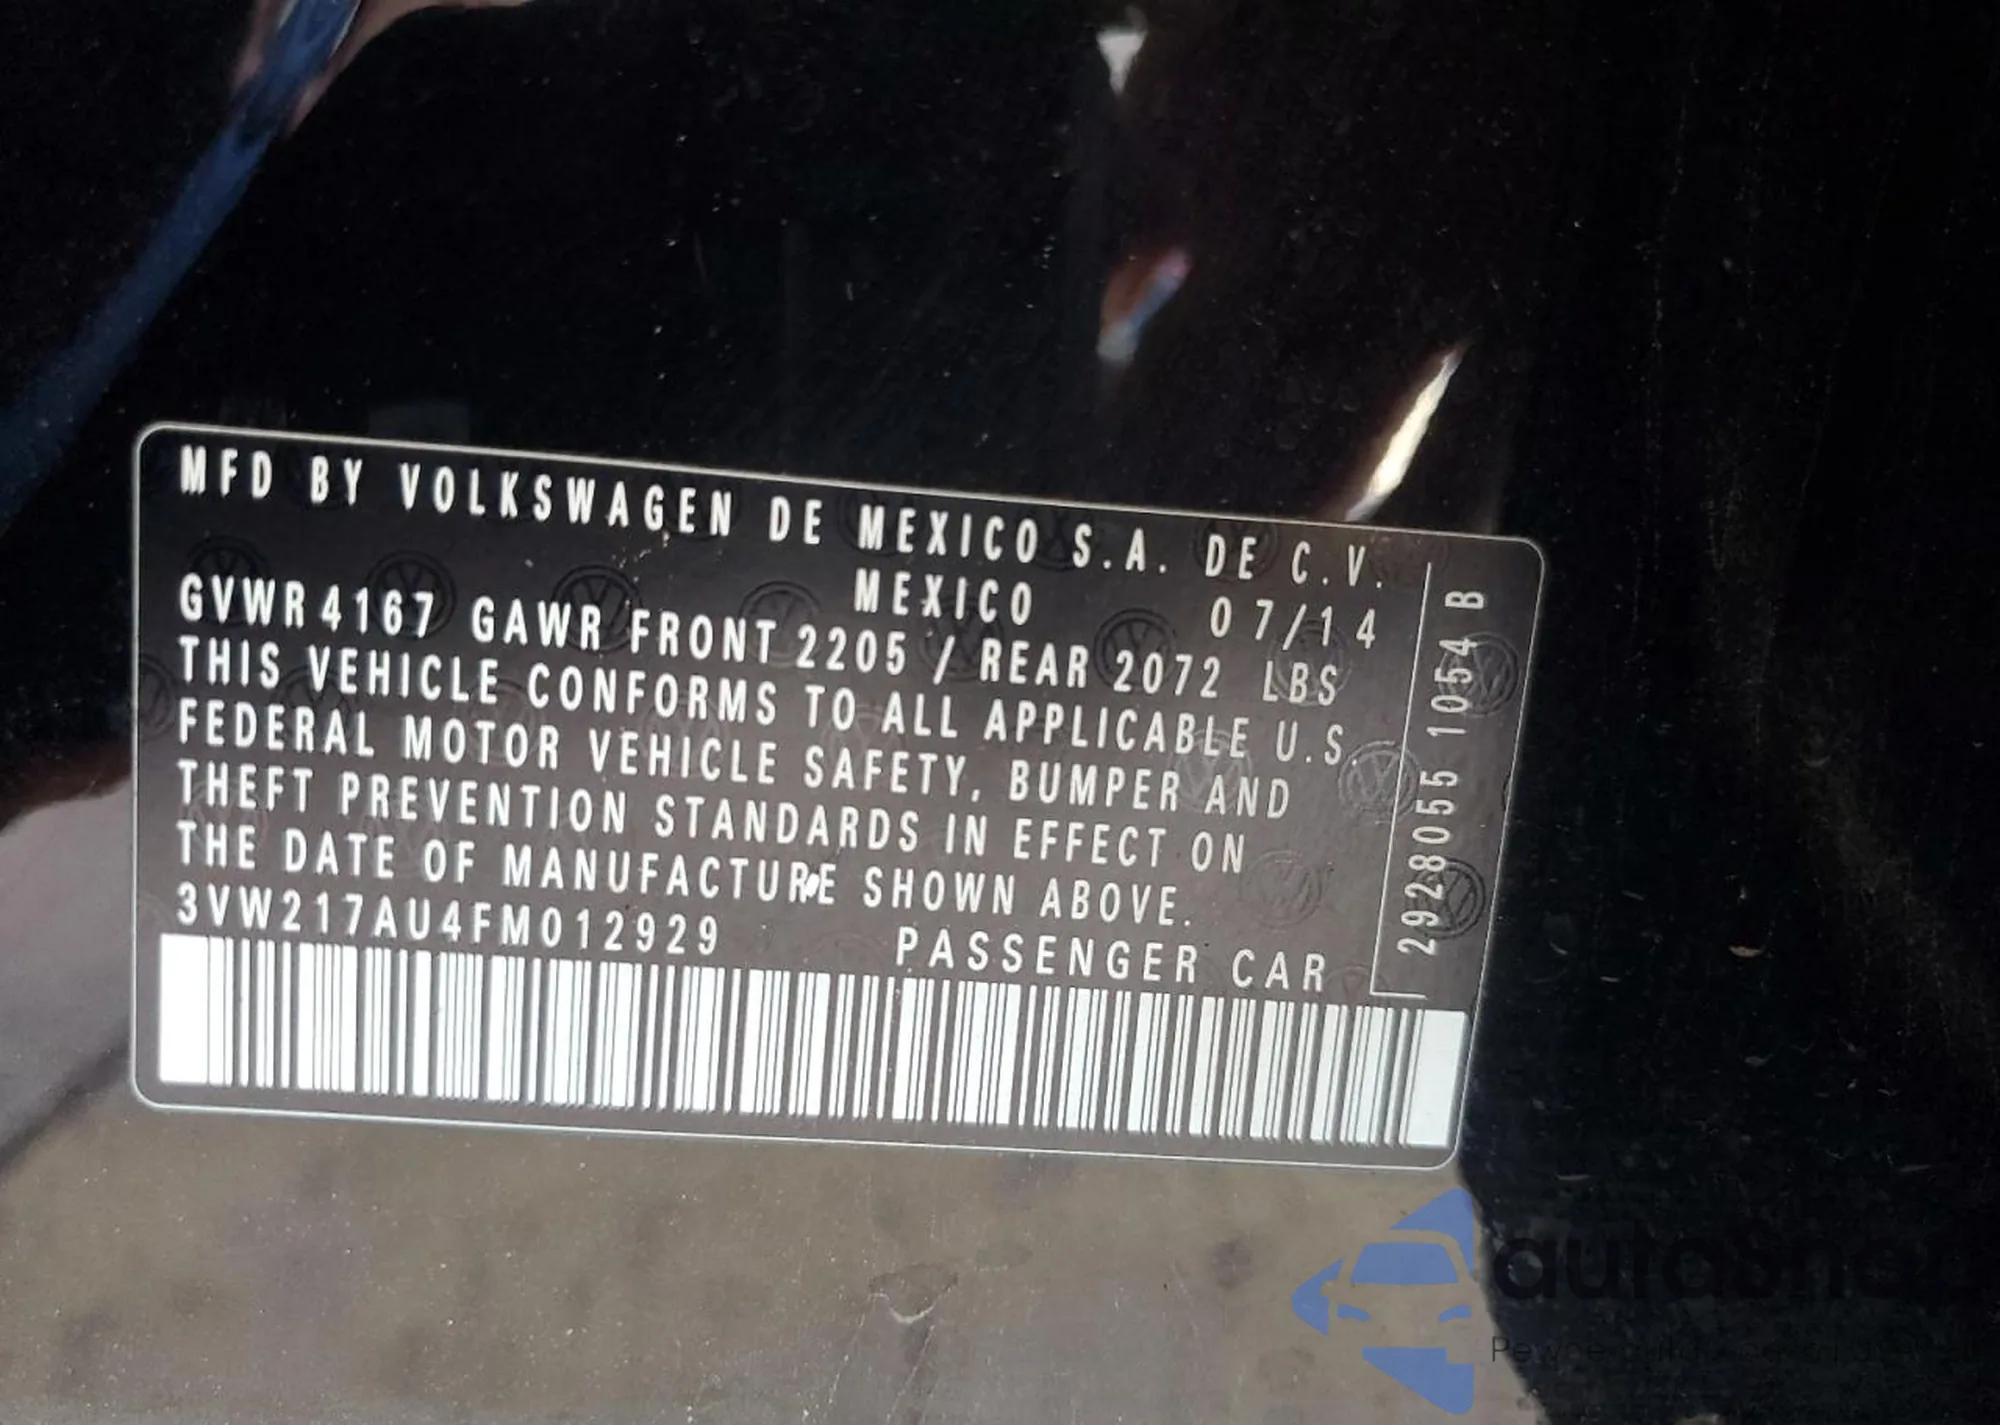 MFD BY VOLKSWAGEN DE MEXICO S.A. DE C.V.
MEXICO 07/14
GVWR 4167 GAWR FRONT 2205 / REAR 2072 LBS
THIS VEHICLE CONFORMS TO ALL APPLICABLE U.S.
FEDERAL MOTOR VEHICLE SAFETY, BUMPER AND
THEFT PREVENTION STANDARDS IN EFFECT ON
THE DATE OF MANUFACTURE SHOWN ABOVE.
3VW217AU4FM012929 PASSENGER CAR
2928055 1054 B